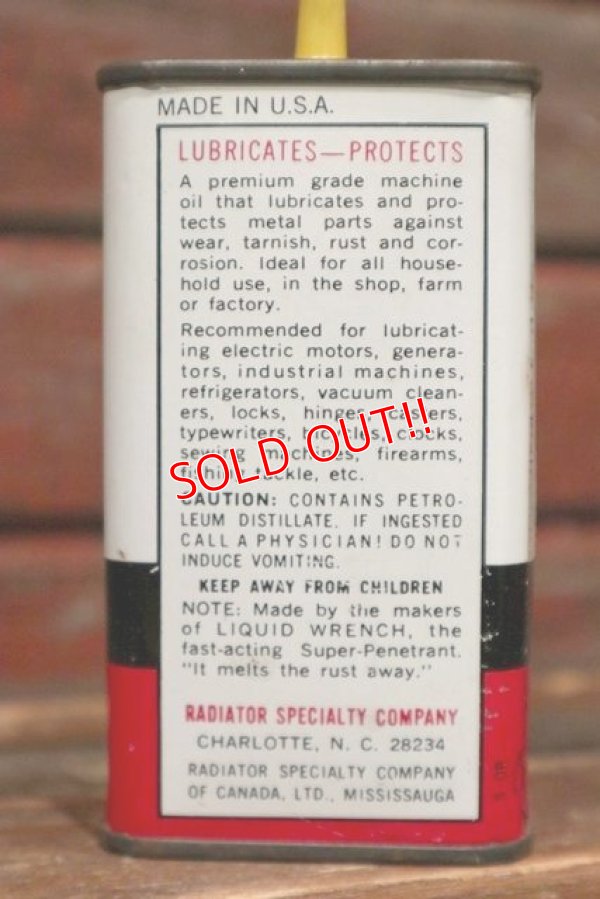 MADE IN U.S.A.
LUBRICATES—PROTECTS
A premium grade machine
oil that lubricates and pro-
tects metal parts against
wear, tarnish, rust and cor-
rosion. Ideal for all house-
hold use, in the shop, farm
or factory.
Recommended for lubricat-
ing electric motors, genera-
tors, industrial machines,
refrigerators, vacuum clean-
ers, locks, hinges, casters,
typewriters, bicycles, clocks,
sewing machines, firearms,
fishing tackle, etc.
SOLD OUT!!
CAUTION: CONTAINS PETRO-
LEUM DISTILLATE. IF INGESTED
CALL A PHYSICIAN! DO NOT
INDUCE VOMITING.
KEEP AWAY FROM CHILDREN
NOTE: Made by the makers
of LIQUID WRENCH, the
fast-acting Super-Penetrant.
"It melts the rust away."
RADIATOR SPECIALTY COMPANY
CHARLOTTE, N. C. 28234
RADIATOR SPECIALTY COMPANY
OF CANADA, LTD., MISSISSAUGA